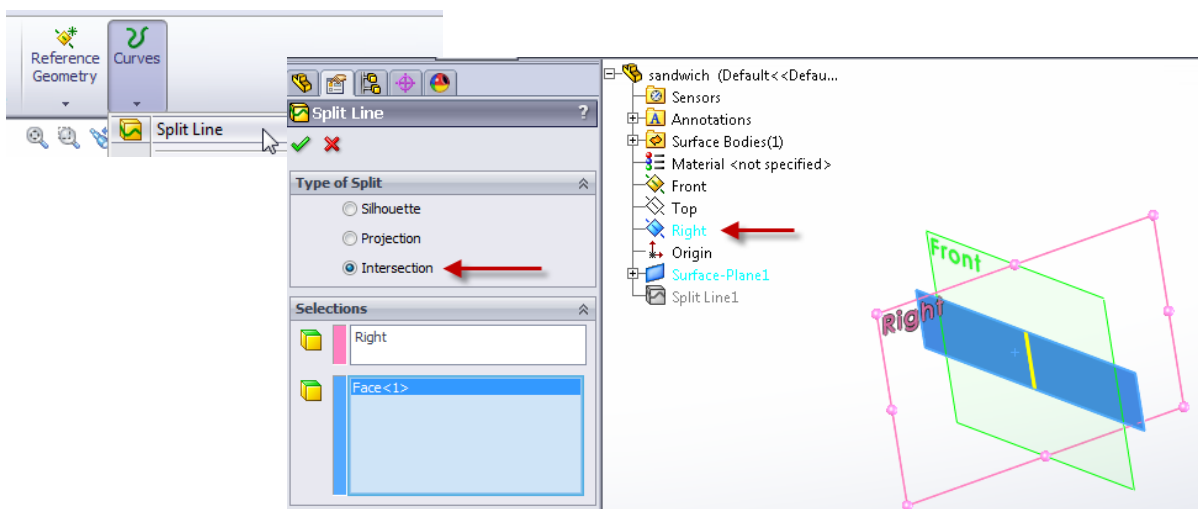 Reference
Geometry
Curves
Split Line
Split Line
?
Type of Split
Silhouette
Projection
Intersection
Selections
Right
Face<1>
sandwich (Default<<Defau...
Sensors
A Annotations
Surface Bodies(1)
Material <not specified>
Front
Top
Right
Origin
Surface-Plane1
Split Line1
Front
Right